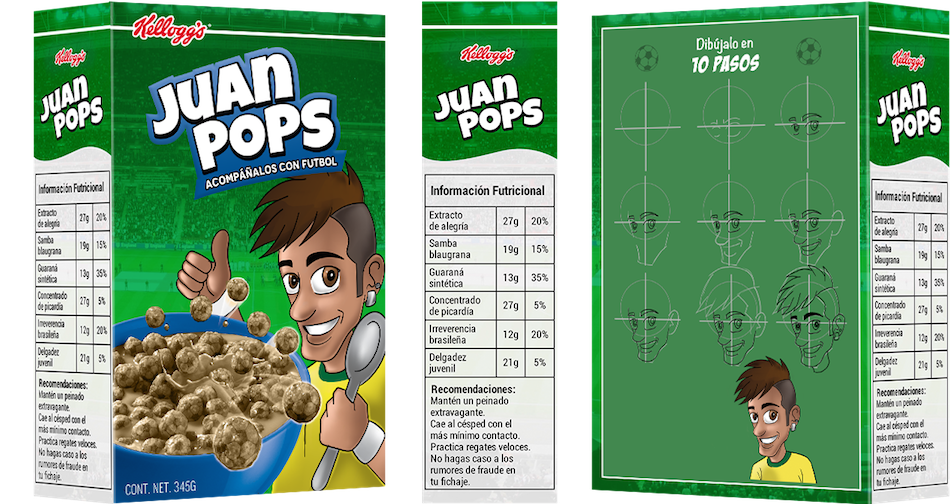 Kellogg's
JUAN
POPS
Información Futricional
Extracto
de alegría 27g 20%
Samba
blaugrana 19g 15%
Guaraná
sintética 13g 35%
Concentrado
de picardía 27g 5%
Irreverencia
brasileña 12g 20%
Delgadez
juvenil 21g 5%
Recomendaciones:
Mantén un peinado
extravagante.
Cae al césped con el
más mínimo contacto.
Practica regates veloces.
No hagas caso a los
rumores de fraude en
tu fichaje.
Kellogg's
JUAN
POPS
ACOMPÁÑALOS CON FUTBOL
CONT. NET. 345G
Kellogg's
JUAN
POPS
Información Futricional
Extracto
de alegría 27g 20%
Samba
blaugrana 19g 15%
Guaraná
sintética 13g 35%
Concentrado
de picardía 27g 5%
Irreverencia
brasileña 12g 20%
Delgadez
juvenil 21g 5%
Recomendaciones:
Mantén un peinado
extravagante.
Cae al césped con el
más mínimo contacto.
Practica regates veloces.
No hagas caso a los
rumores de fraude en
tu fichaje.
Dibújalo en
10 PASOS
Kellogg's
JUAN
POPS
Información Futricional
Extracto
de alegría 27g 20%
Samba
blaugrana 19g 15%
Guaraná
sintética 13g 35%
Concentrado
de picardía 27g 5%
Irreverencia
brasileña 12g 20%
Delgadez
juvenil 21g 5%
Recomendaciones:
Mantén un peinado
extravagante.
Cae al césped con el
más mínimo contacto.
Practica regates veloces.
No hagas caso a los
rumores de fraude en
tu fichaje.